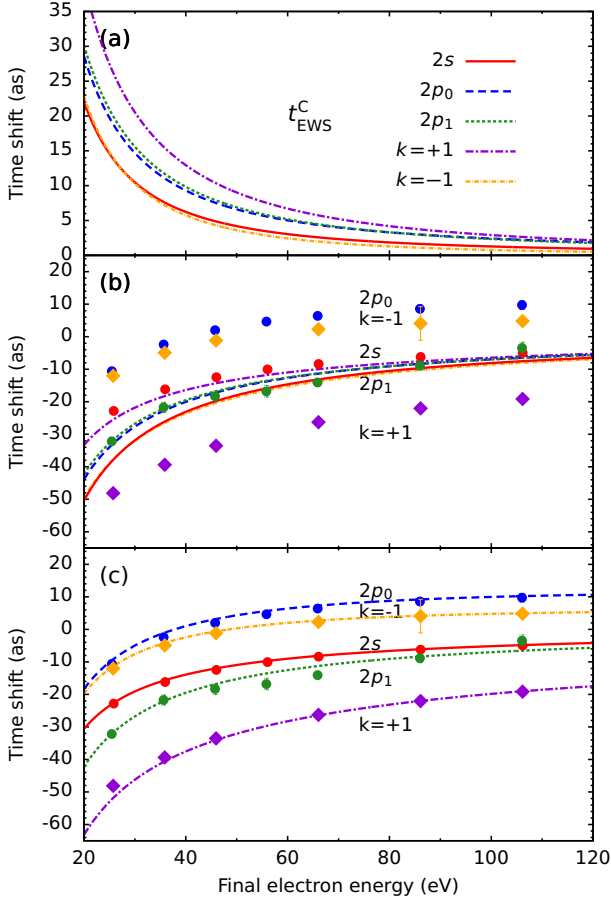 35
30
25
20
15
10
5
0
Time shift (as)
(a)
t_EWS^C
2s
2p₀
2p₁
k=+1
k=−1
20
10
0
-10
-20
-30
-40
-50
-60
Time shift (as)
(b)
2p₀
k=-1
2s
2p₁
k=+1
20
10
0
-10
-20
-30
-40
-50
-60
Time shift (as)
(c)
2p₀
k=-1
2s
2p₁
k=+1
20 40 60 80 100 120
Final electron energy (eV)